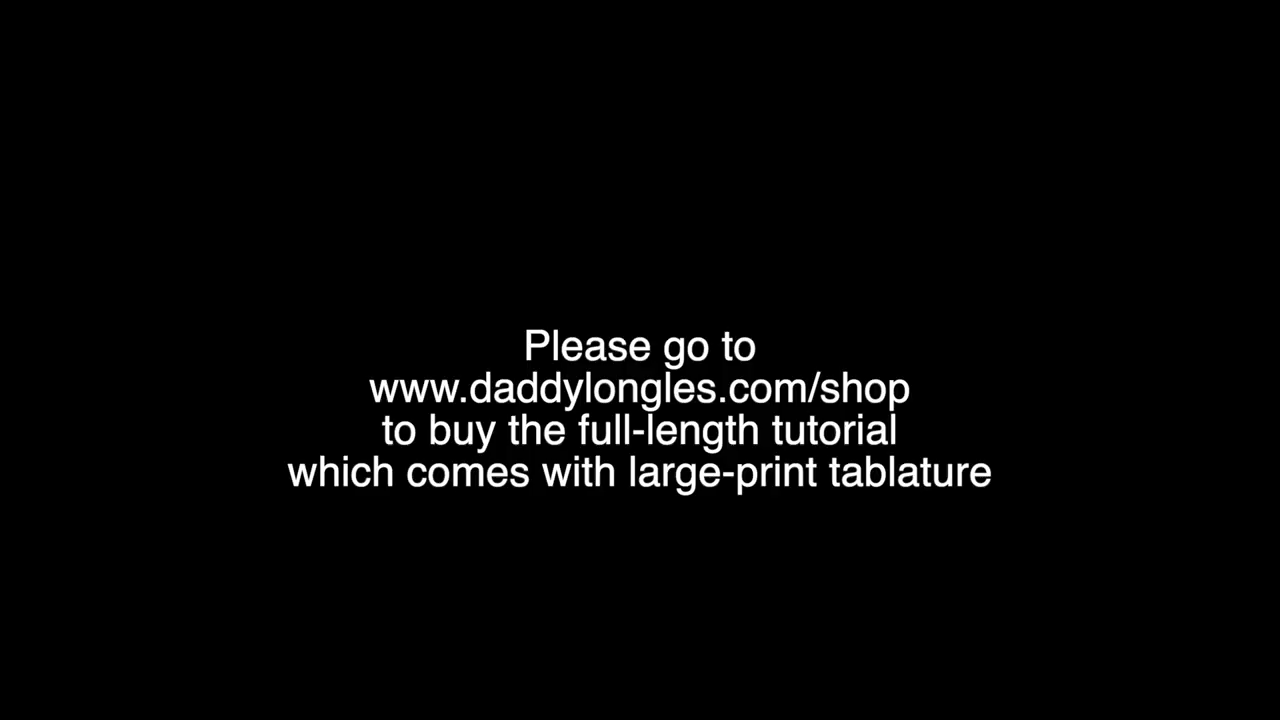 Please go to
www.daddylongles.com/shop
to buy the full-length tutorial
which comes with large-print tablature